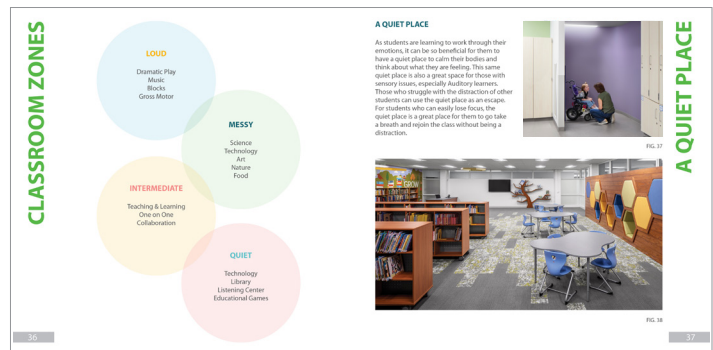 CLASSROOM ZONES
LOUD
Dramatic Play
Music
Blocks
Gross Motor
MESSY
Science
Technology
Art
Nature
Food
INTERMEDIATE
Teaching & Learning
One on One
Collaboration
QUIET
Technology
Library
Listening Center
Educational Games
36
A QUIET PLACE
As students are learning to work through their
emotions, it can be so beneficial for them to
have a quiet place to calm their bodies and
think about what they are feeling. This same
quiet place is also a great space for those with
sensory issues, especially Auditory learners.
Those who struggle with the distraction of other
students can use the quiet place as an escape.
For students who can easily lose focus, the
quiet place is a great place for them to go take
a breath and rejoin the class without being a
distraction.
FIG. 37
GROW
FIG. 38
A QUIET PLACE
37